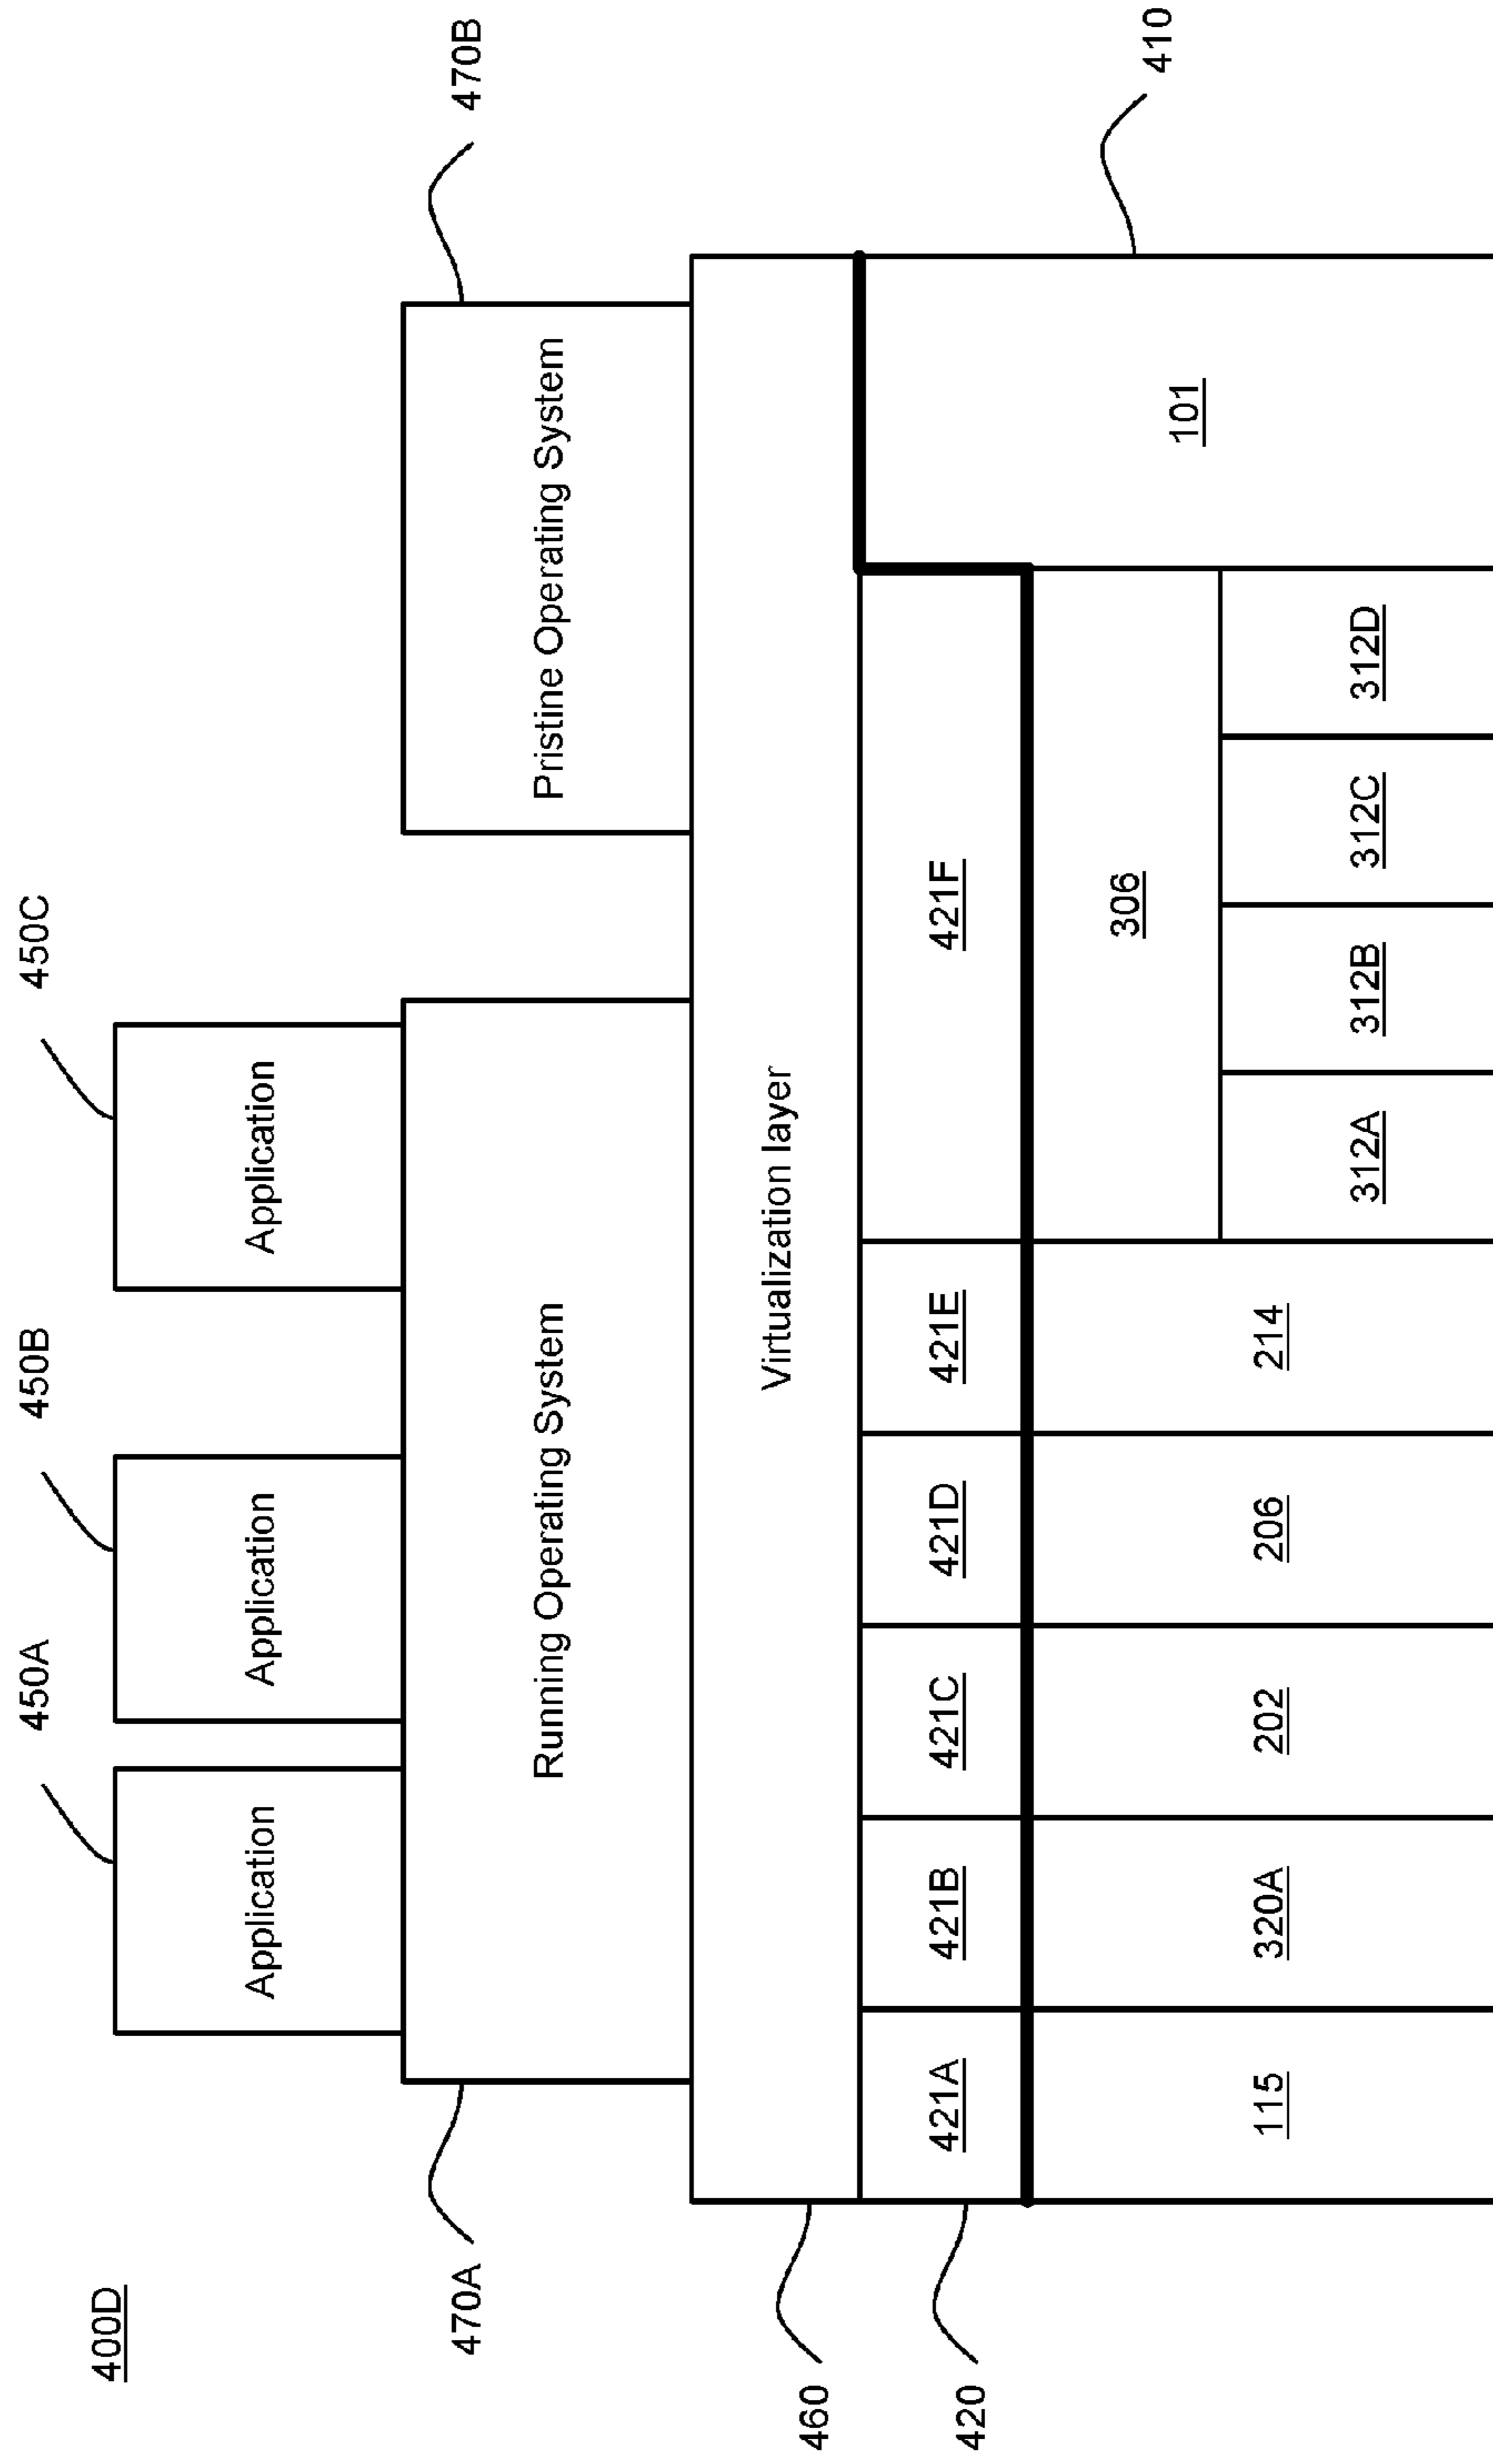 400D
450A
450B
450C
Application
Application
Application
470A
Running Operating System
Pristine Operating System
470B
460
Virtualization layer
420
421A
421B
421C
421D
421E
421F
410
115
320A
202
206
214
306
101
312A
312B
312C
312D